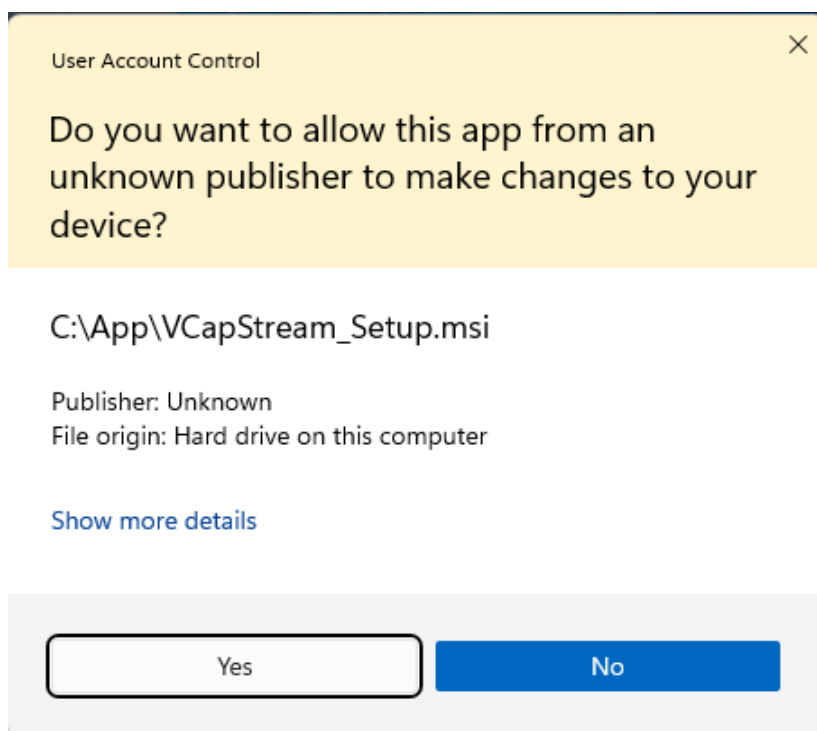 User Account Control
Do you want to allow this app from an
unknown publisher to make changes to your
device?
C:\App\VCapStream_Setup.msi
Publisher: Unknown
File origin: Hard drive on this computer
Show more details
Yes
No